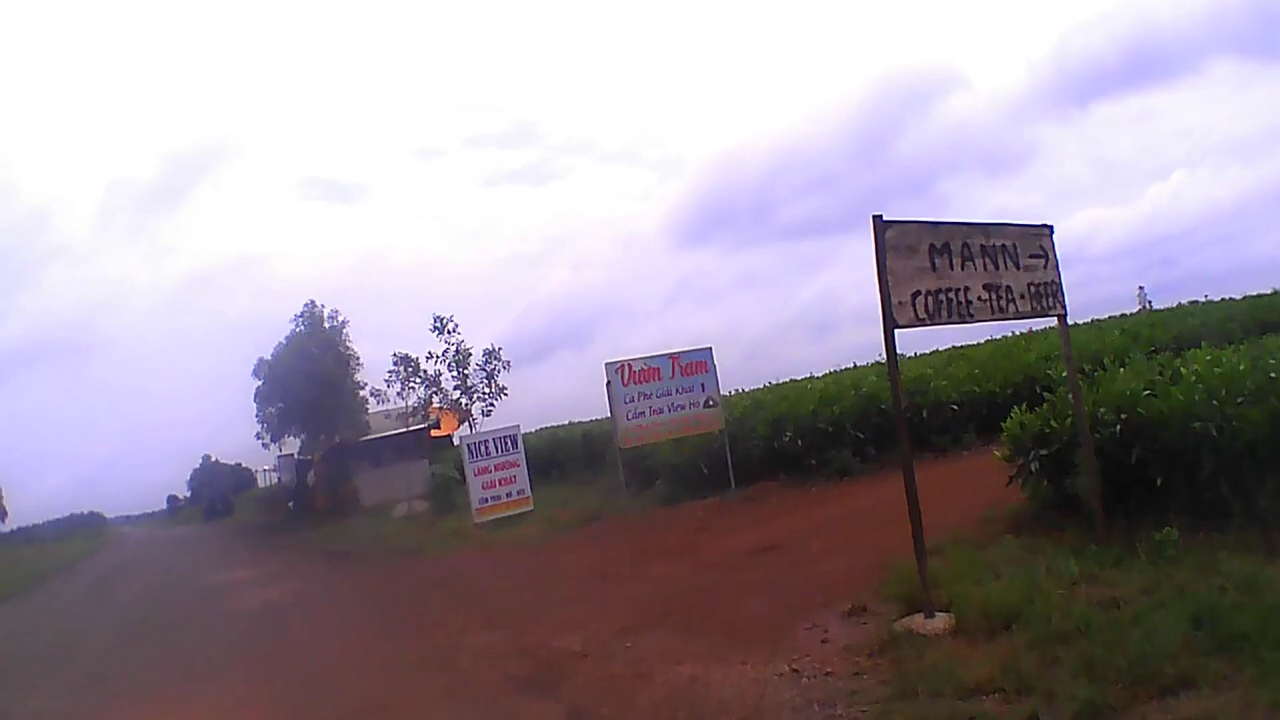 NICE VIEW
LÀNG NƯỚNG
GIẢI KHÁT
Vườn Tram
Cà Phê Giải Khát
Cắm Trại View Hồ
MANN →
COFFEE · TEA · BEER